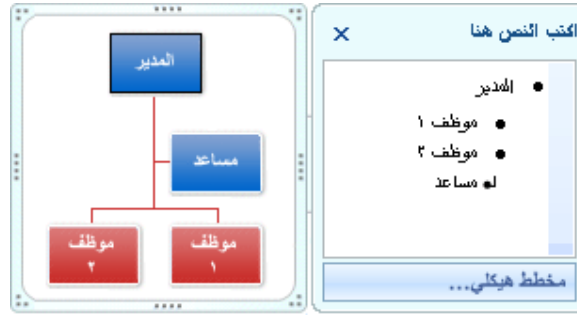 اكتب النص هنا
المدير
موظف ١
موظف ٢
مساعد
مخطط هيكلي...
المدير
مساعد
موظف
١
موظف
٢